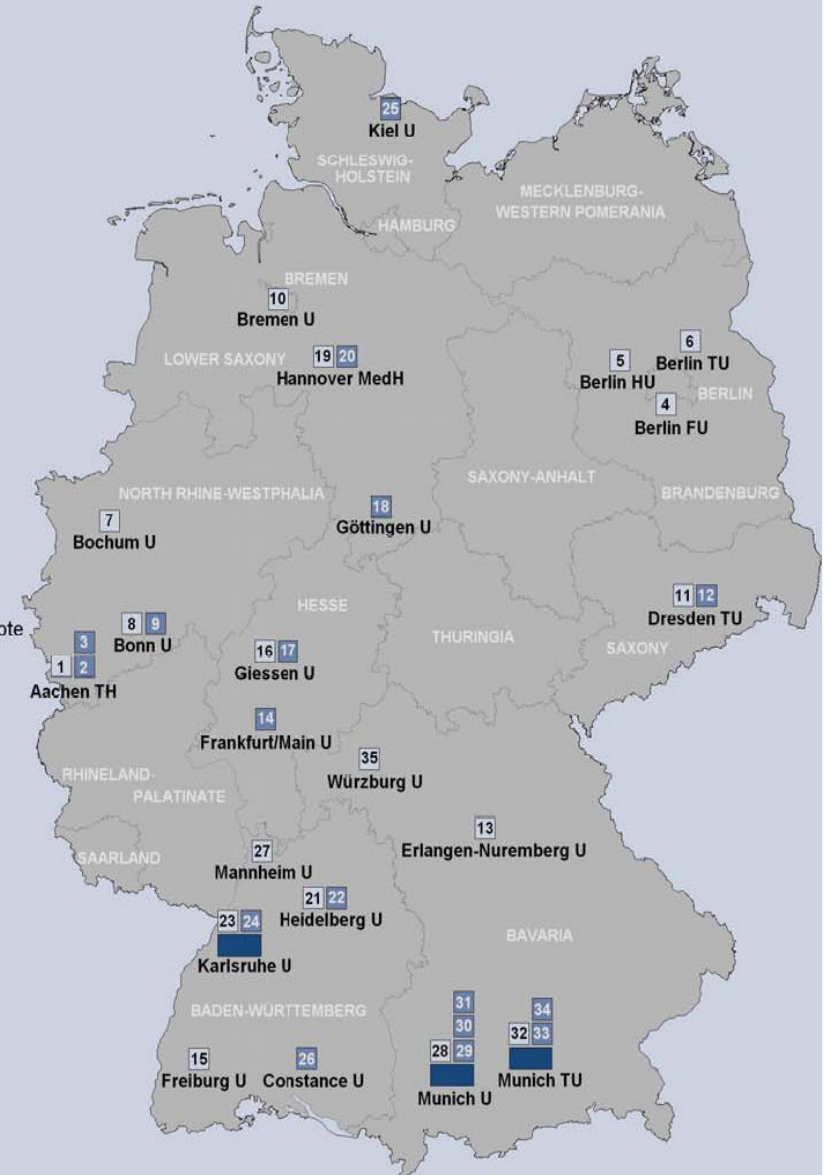 25
Kiel U
SCHLESWIG-
HOLSTEIN
MECKLENBURG-
WESTERN POMERANIA
HAMBURG
BREMEN
10
Bremen U
LOWER SAXONY
19 20
Hannover MedH
6
Berlin TU
5
Berlin HU
BERLIN
4
Berlin FU
SAXONY-ANHALT
BRANDENBURG
NORTH RHINE-WESTPHALIA
18
Göttingen U
7
Bochum U
HESSE
11 12
Dresden TU
8 9
Bonn U
ote
3
1 2
Aachen TH
16 17
Giessen U
THURINGIA
SAXONY
14
Frankfurt/Main U
35
Würzburg U
RHINELAND-
PALATINATE
13
Erlangen-Nuremberg U
SAARLAND
27
Mannheim U
21 22
Heidelberg U
23 24
Karlsruhe U
BAVARIA
BADEN-WÜRTTEMBERG
31
30
28 29
Munich U
34
32 33
Munich TU
15
Freiburg U
26
Constance U